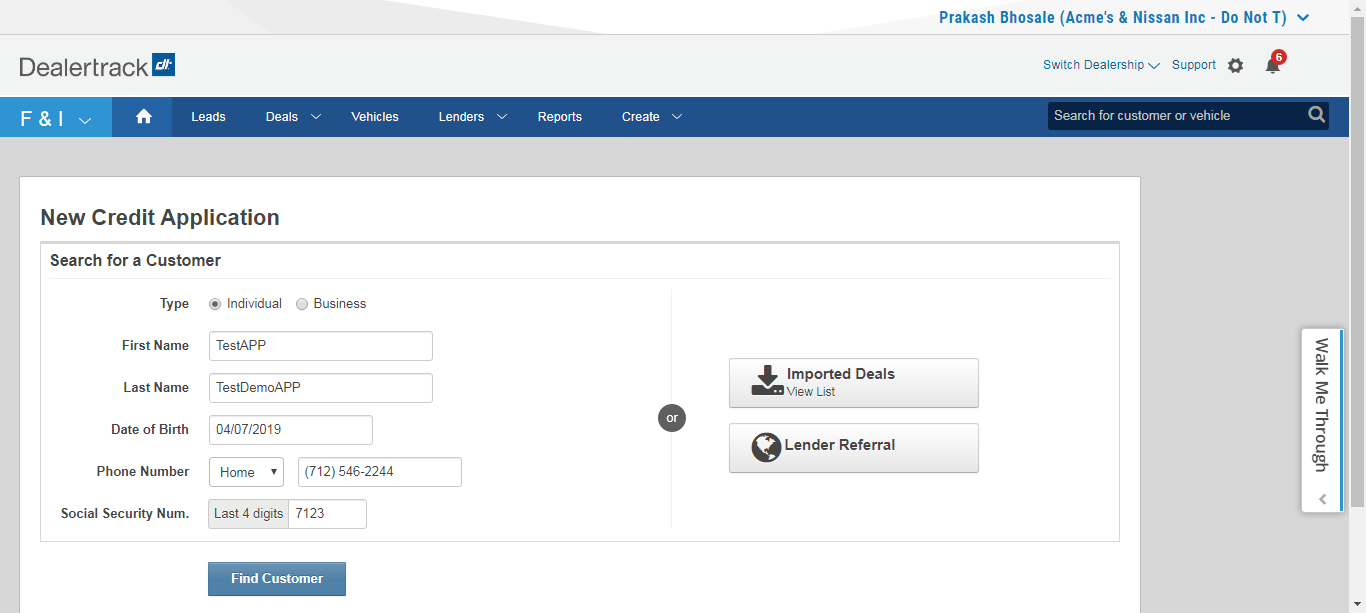 Prakash Bhosale (Acme's & Nissan Inc - Do Not T)
Dealertrack dt
Switch Dealership Support 6
F & I Leads Deals Vehicles Lenders Reports Create Search for customer or vehicle
New Credit Application
Search for a Customer
Type Individual Business
First Name TestAPP
Last Name TestDemoAPP
Date of Birth 04/07/2019
Phone Number Home (712) 546-2244
Social Security Num. Last 4 digits 7123
or
Imported Deals
View List
Lender Referral
Find Customer
Walk Me Through